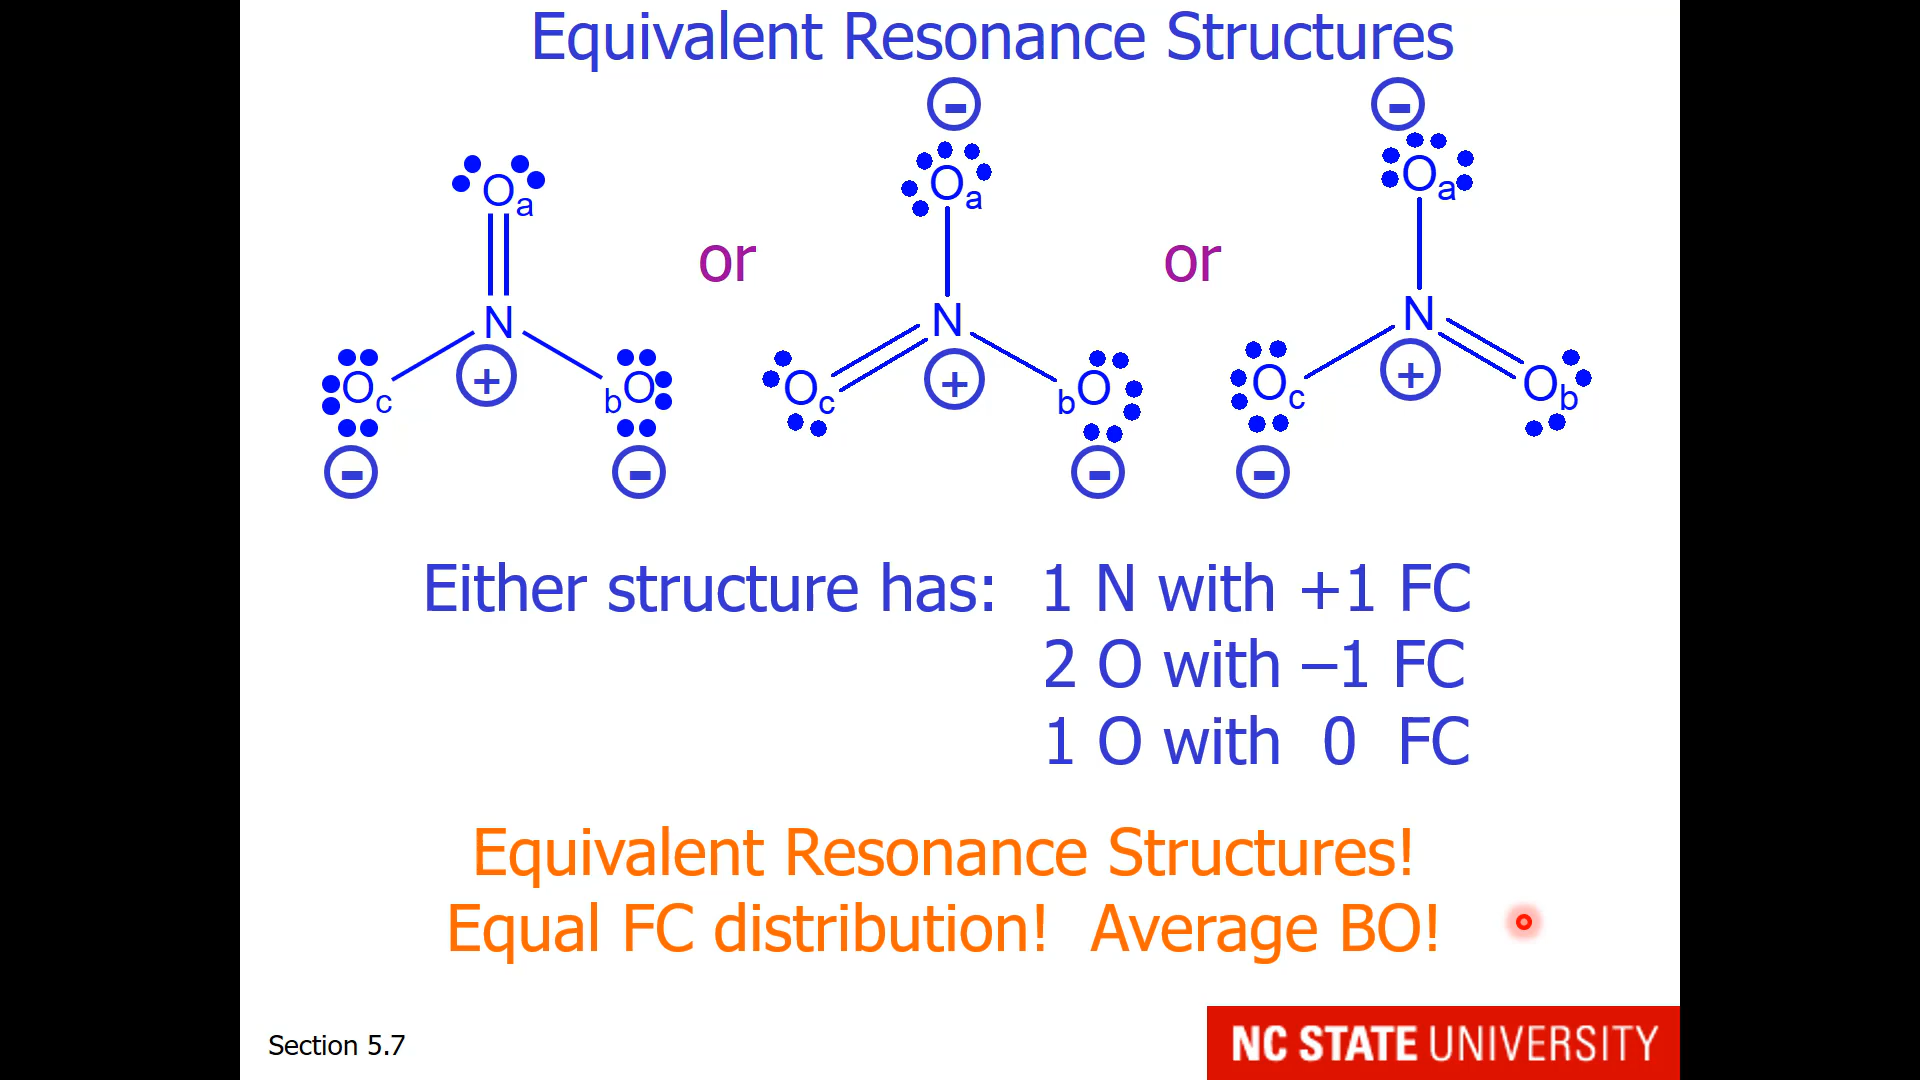 Equivalent Resonance Structures
- -
Oa Oa Oa
or or
N N N
Oc + bO Oc + bO Oc + Ob
- - - -
Either structure has: 1 N with +1 FC
2 O with –1 FC
1 O with 0 FC
Equivalent Resonance Structures!
Equal FC distribution! Average BO!
Section 5.7
NC STATE UNIVERSITY